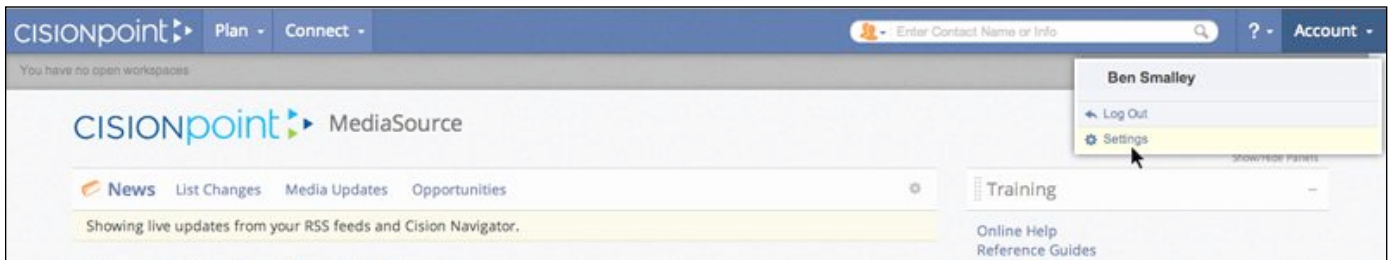 CISIONPOINT Plan Connect Enter Contact Name or Info ? Account
You have no open workspaces
Ben Smalley
Log Out
Settings
CISIONPOINT MediaSource
Show/Hide Panels
News List Changes Media Updates Opportunities
Training
Showing live updates from your RSS feeds and Cision Navigator.
Online Help
Reference Guides